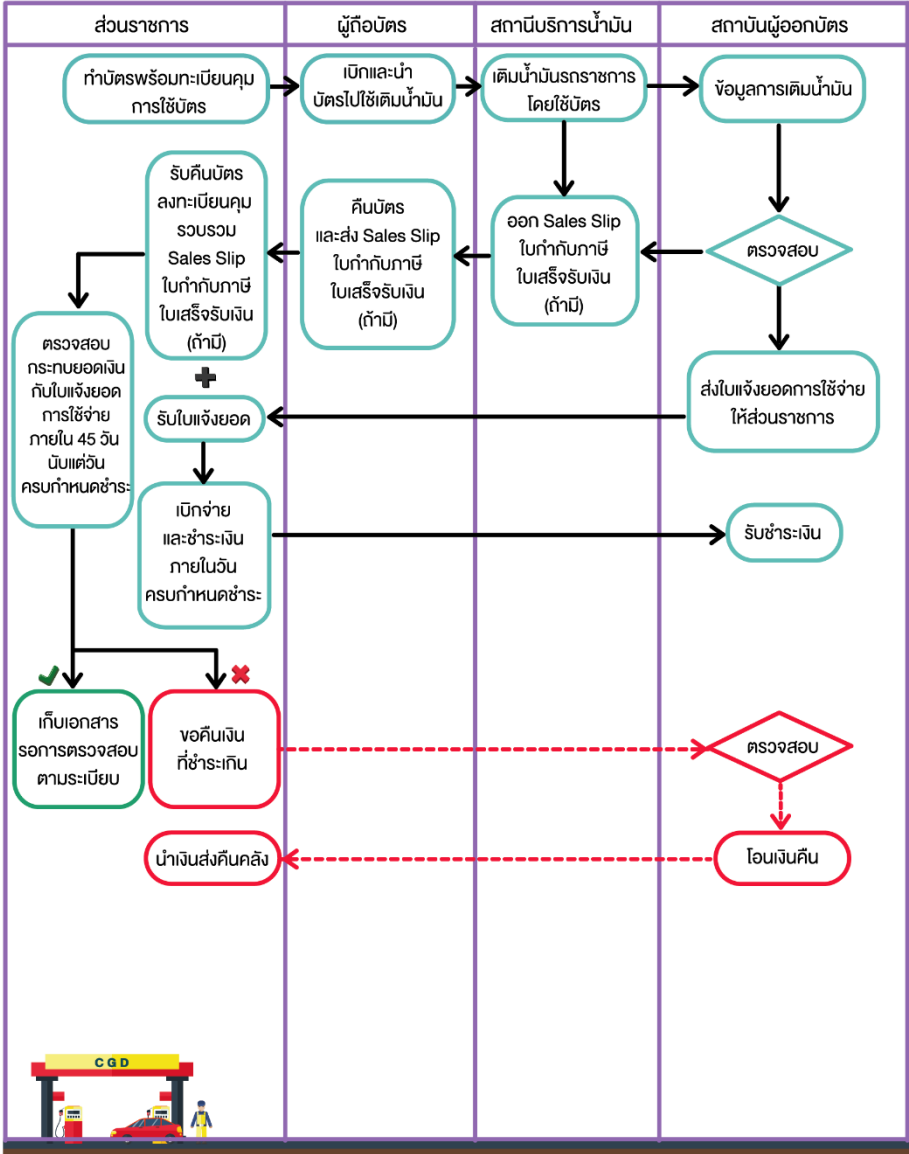 ส่วนราชการ
ผู้ถือบัตร
สถานีบริการน้ำมัน
สถาบันผู้ออกบัตร
ทำบัตรพร้อมทะเบียนคุม
การใช้บัตร
เบิกและนำ
บัตรไปใช้เติมน้ำมัน
เติมน้ำมันรถราชการ
โดยใช้บัตร
ข้อมูลการเติมน้ำมัน
รับคืนบัตร
ลงทะเบียนคุม
รวบรวม
Sales Slip
ใบกำกับภาษี
ใบเสร็จรับเงิน
(ถ้ามี)
คืนบัตร
และส่ง Sales Slip
ใบกำกับภาษี
ใบเสร็จรับเงิน
(ถ้ามี)
ออก Sales Slip
ใบกำกับภาษี
ใบเสร็จรับเงิน
(ถ้ามี)
ตรวจสอบ
ตรวจสอบ
กระทบยอดเงิน
กับใบแจ้งยอด
การใช้จ่าย
ภายใน 45 วัน
นับแต่วัน
ครบกำหนดชำระ
รับใบแจ้งยอด
ส่งใบแจ้งยอดการใช้จ่าย
ให้ส่วนราชการ
เบิกจ่าย
และชำระเงิน
ภายในวัน
ครบกำหนดชำระ
รับชำระเงิน
เก็บเอกสาร
รอการตรวจสอบ
ตามระเบียบ
ขอคืนเงิน
ที่ชำระเกิน
ตรวจสอบ
นำเงินส่งคืนคลัง
โอนเงินคืน
CGD